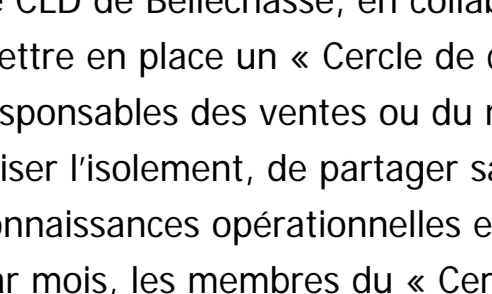 CLD de Bellechasse, en collab
ettre en place un « Cercle de
sponsables des ventes ou du
iser l'isolement, de partager sa
onnaissances opérationnelles e
ar mois, les membres du « Cer